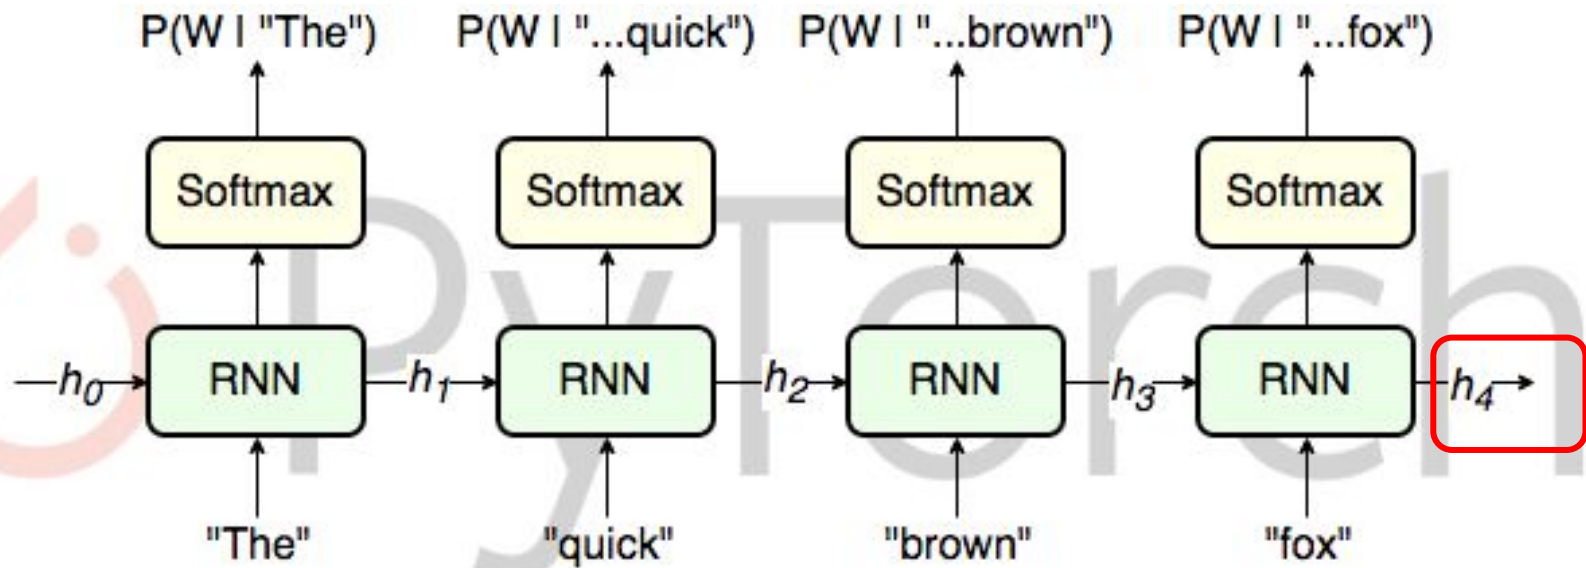 P(W | "The") P(W | "...quick") P(W | "...brown") P(W | "...fox")
Softmax Softmax Softmax Softmax
PyTorch
h0 RNN h1 RNN h2 RNN h3 RNN h4
"The" "quick" "brown" "fox"